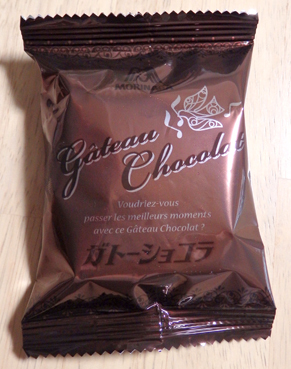 MORINAGA
Gâteau
Chocolat
Voudriez-vous
passer les meilleurs moments
avec ce Gâteau Chocolat ?
ガトーショコラ